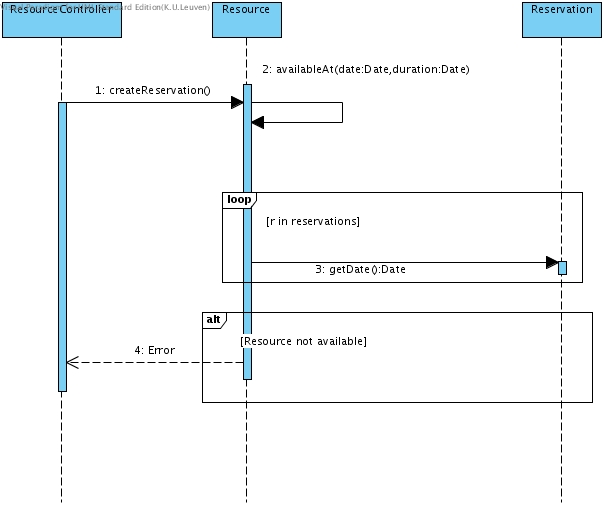 Standard Edition(K.U.Leuven)
ResourceController
Resource
Reservation
2: availableAt(date:Date,duration:Date)
1: createReservation()
loop
[r in reservations]
3: getDate():Date
alt
[Resource not available]
4: Error